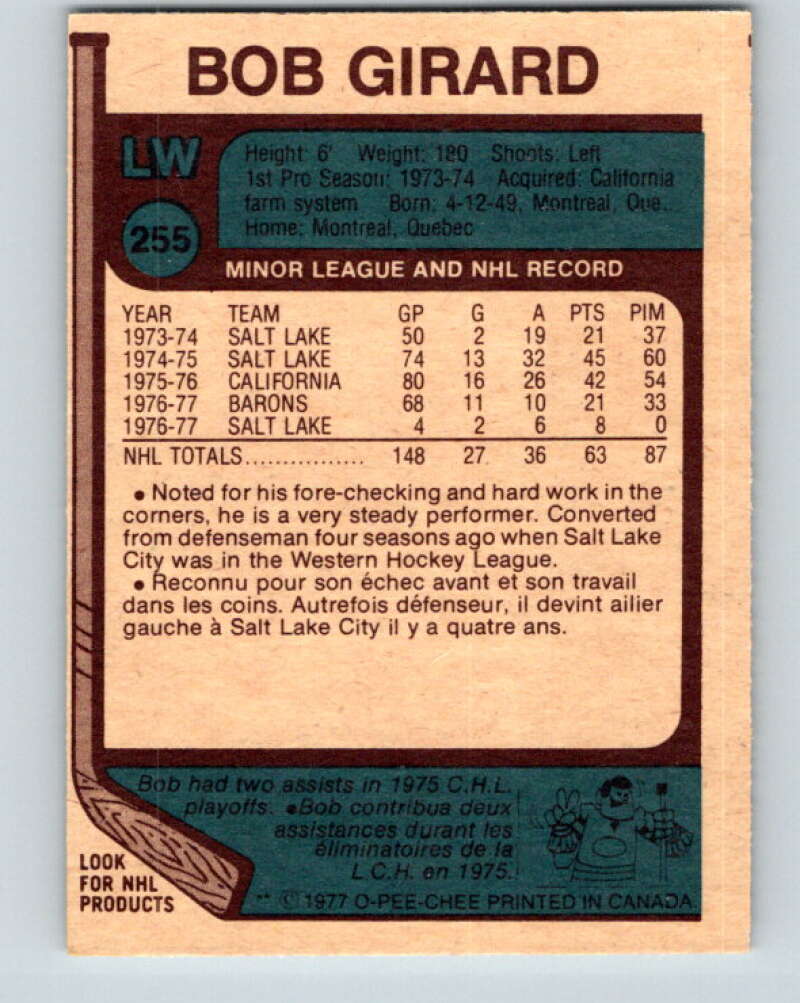 BOB GIRARD
LW
Height: 6' Weight: 180 Shoots: Left
1st Pro Season: 1973-74 Acquired: California
farm system Born: 4-12-49, Montreal, Que.
Home: Montreal, Quebec
255
MINOR LEAGUE AND NHL RECORD
YEAR TEAM GP G A PTS PIM
1973-74 SALT LAKE 50 2 19 21 37
1974-75 SALT LAKE 74 13 32 45 60
1975-76 CALIFORNIA 80 16 26 42 54
1976-77 BARONS 68 11 10 21 33
1976-77 SALT LAKE 4 2 6 8 0
NHL TOTALS................ 148 27 36 63 87
• Noted for his fore-checking and hard work in the
corners, he is a very steady performer. Converted
from defenseman four seasons ago when Salt Lake
City was in the Western Hockey League.
• Reconnu pour son échec avant et son travail
dans les coins. Autrefois défenseur, il devint ailier
gauche à Salt Lake City il y a quatre ans.
Bob had two assists in 1975 C.H.L.
playoffs. •Bob contribua deux
assistances durant les
éliminatoires de la
L.C.H. en 1975.
LOOK
FOR NHL
PRODUCTS
** © 1977 O-PEE-CHEE PRINTED IN CANADA